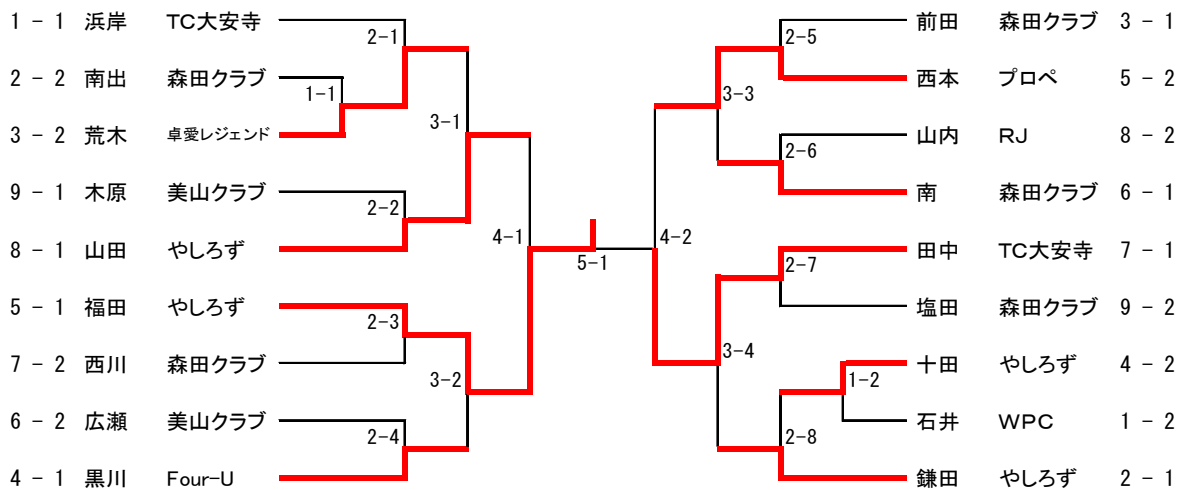 1 - 1 浜岸 TC大安寺
2 - 2 南出 森田クラブ
3 - 2 荒木 卓愛レジェンド
9 - 1 木原 美山クラブ
8 - 1 山田 やしろず
5 - 1 福田 やしろず
7 - 2 西川 森田クラブ
6 - 2 広瀬 美山クラブ
4 - 1 黒川 Four-U
2-1
1-1
3-1
2-2
4-1
2-3
3-2
2-4
5-1
2-5
3-3
2-6
4-2
2-7
3-4
1-2
2-8
前田 森田クラブ 3 - 1
西本 プロペ 5 - 2
山内 RJ 8 - 2
南 森田クラブ 6 - 1
田中 TC大安寺 7 - 1
塩田 森田クラブ 9 - 2
十田 やしろず 4 - 2
石井 WPC 1 - 2
鎌田 やしろず 2 - 1